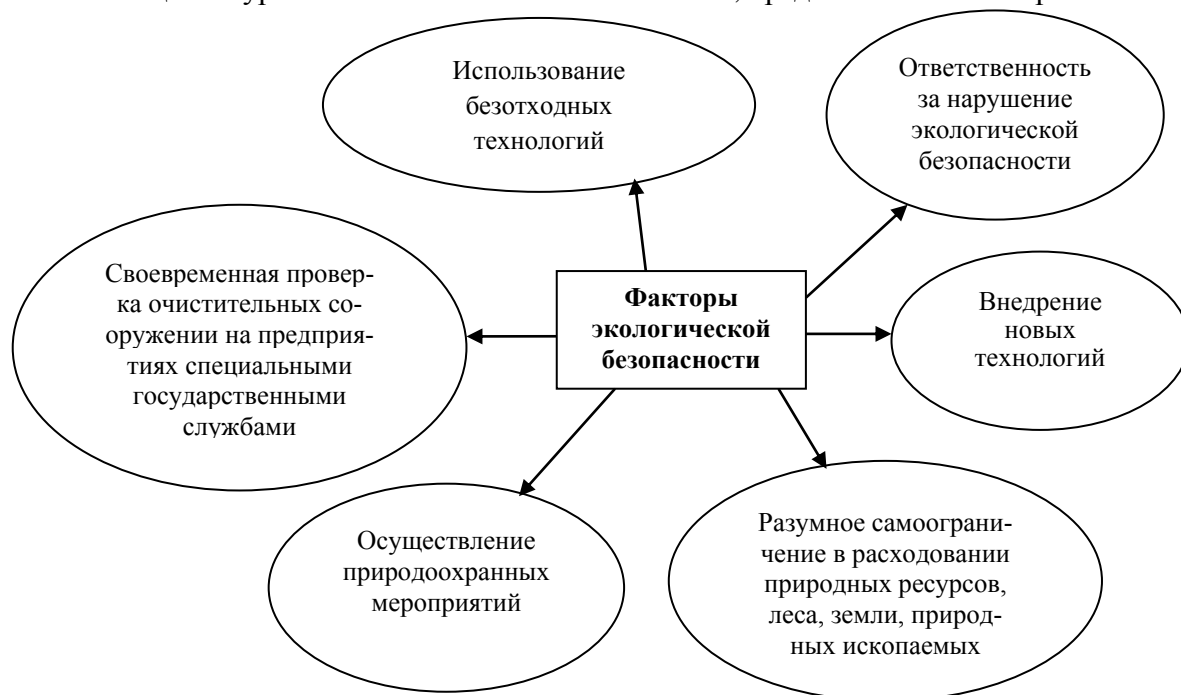 Использование
безотходных
технологий
Ответственность
за нарушение
экологической
безопасности
Своевременная провер-
ка очистительных со-
оружении на предприя-
тиях специальными
государственными
службами
Факторы
экологической
безопасности
Внедрение
новых
технологий
Осуществление
природоохранных
мероприятий
Разумное самоограни-
чение в расходовании
природных ресурсов,
леса, земли, природ-
ных ископаемых